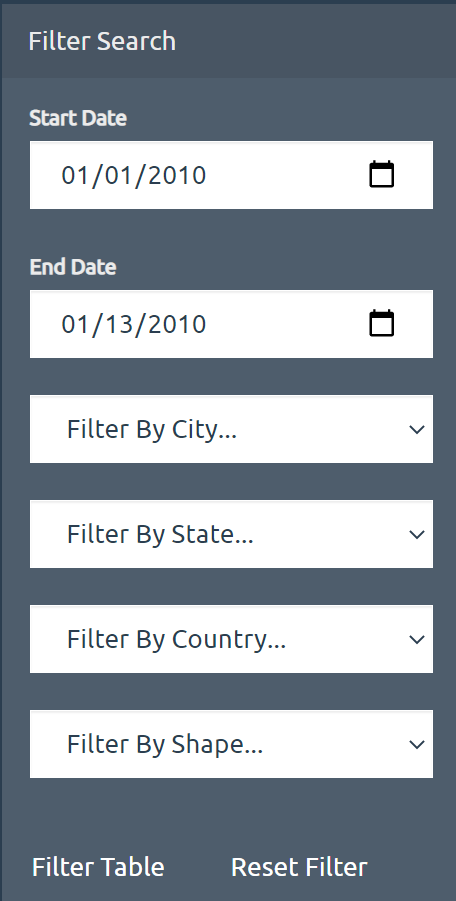 Filter Search
Start Date
01/01/2010
End Date
01/13/2010
Filter By City...
Filter By State...
Filter By Country...
Filter By Shape...
Filter Table Reset Filter